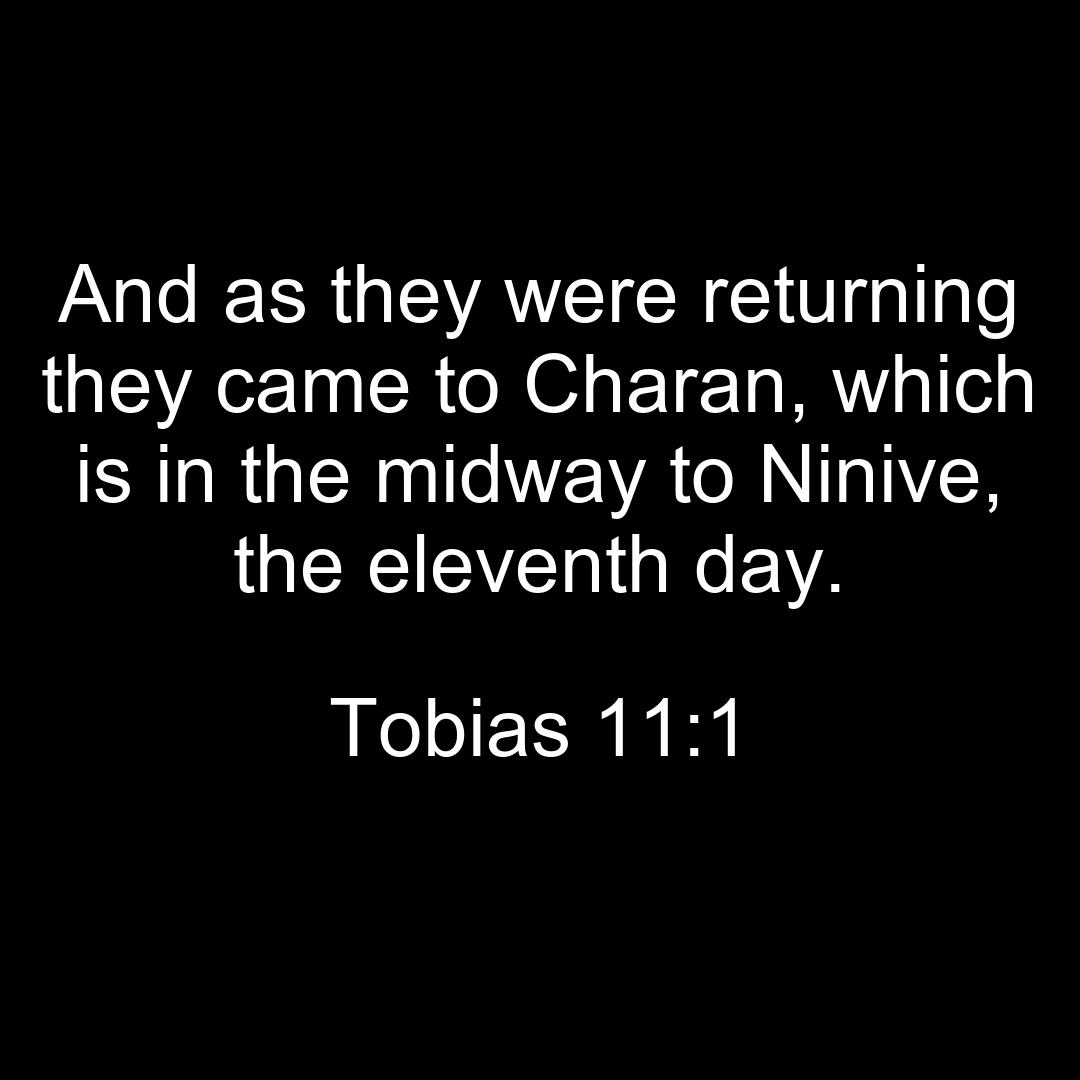 And as they were returning
they came to Charan, which
is in the midway to Ninive,
the eleventh day.
Tobias 11:1